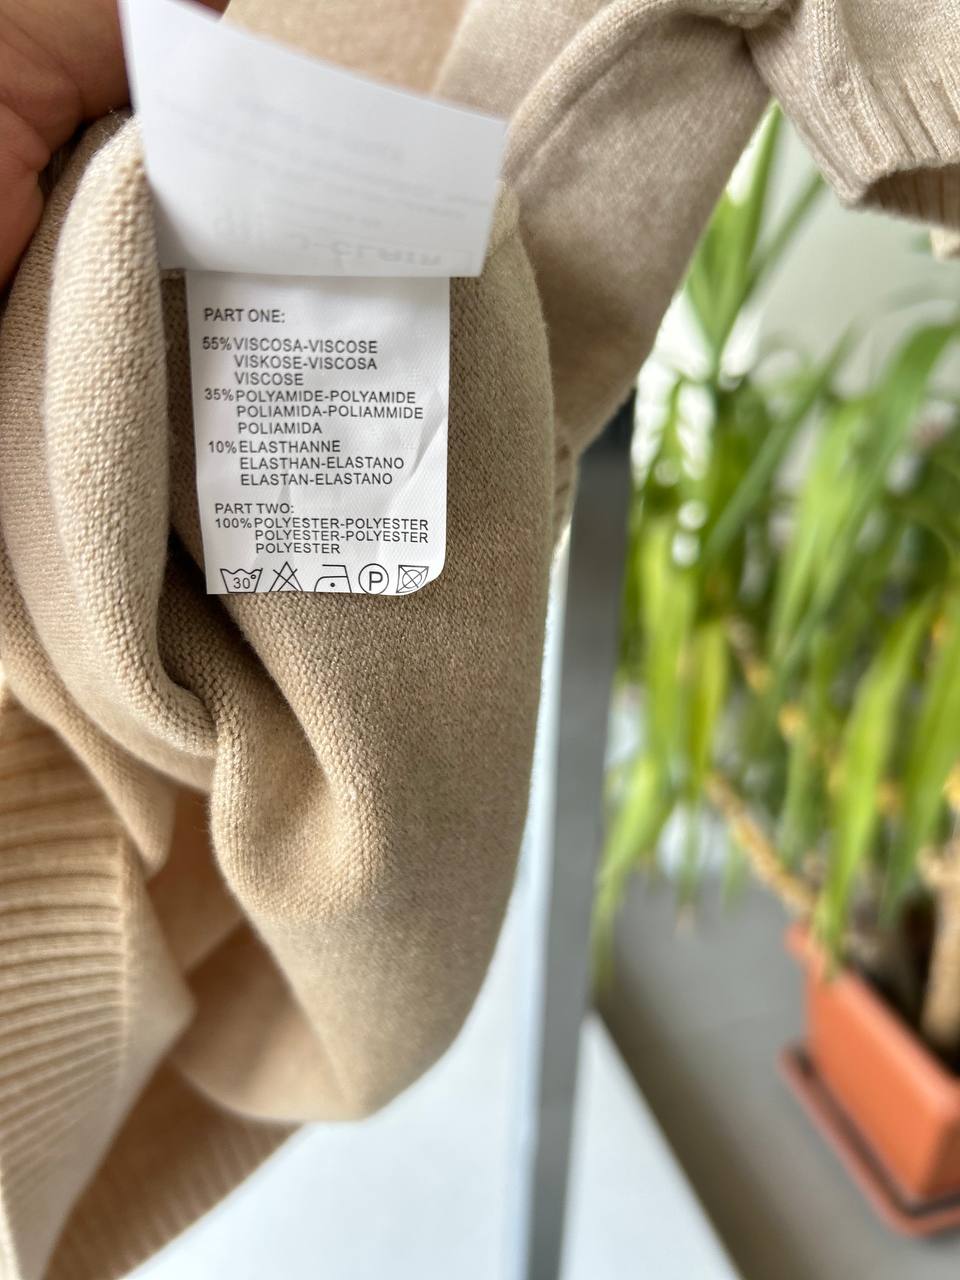 PART ONE:
55% VISCOSA-VISCOSE
VISKOSE-VISCOSA
VISCOSE
35% POLYAMIDE-POLYAMIDE
POLIAMIDA-POLIAMMIDE
POLIAMIDA
10% ELASTHANNE
ELASTHAN-ELASTANO
ELASTAN-ELASTANO
PART TWO:
100% POLYESTER-POLYESTER
POLYESTER-POLYESTER
POLYESTER
30° P